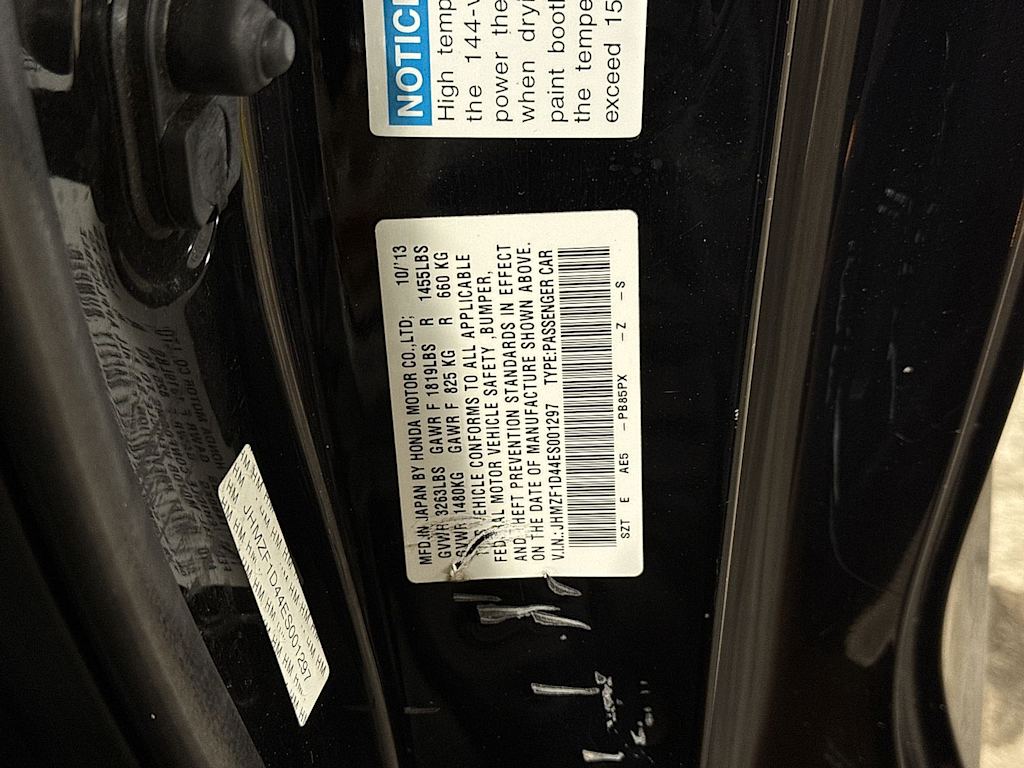 NOTICE
High temp
the 144-v
power the
when dryi
paint booth
the tempe
exceed 15
MFD.IN JAPAN BY HONDA MOTOR CO.,LTD; 10/'13
GVWR 3263LBS GAWR F 1819LBS R 1455LBS
GVWR 1480KG GAWR F 825 KG R 660 KG
VEHICLE CONFORMS TO ALL APPLICABLE
FEDERAL MOTOR VEHICLE SAFETY ,BUMPER,
AND THEFT PREVENTION STANDARDS IN EFFECT
ON THE DATE OF MANUFACTURE SHOWN ABOVE.
V.I.N.:JHMZF1D44ES001297 TYPE:PASSENGER CAR
SZT E AE5 -PB85PX -Z -S
JHMZF1D44ES001297